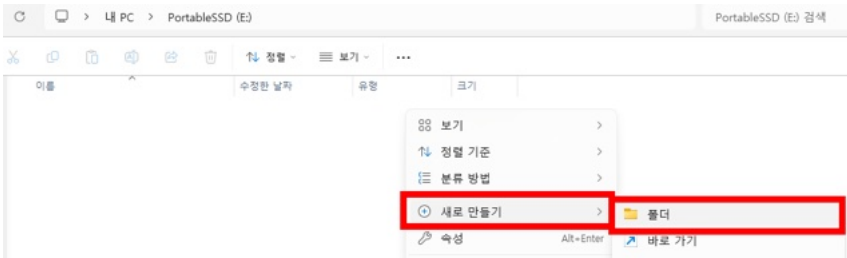 내 PC > PortableSSD (E:) PortableSSD (E:) 검색
정렬 보기 ...
이름 수정한 날짜 유형 크기
보기
정렬 기준
분류 방법
새로 만들기 폴더
속성 Alt+Enter 바로 가기